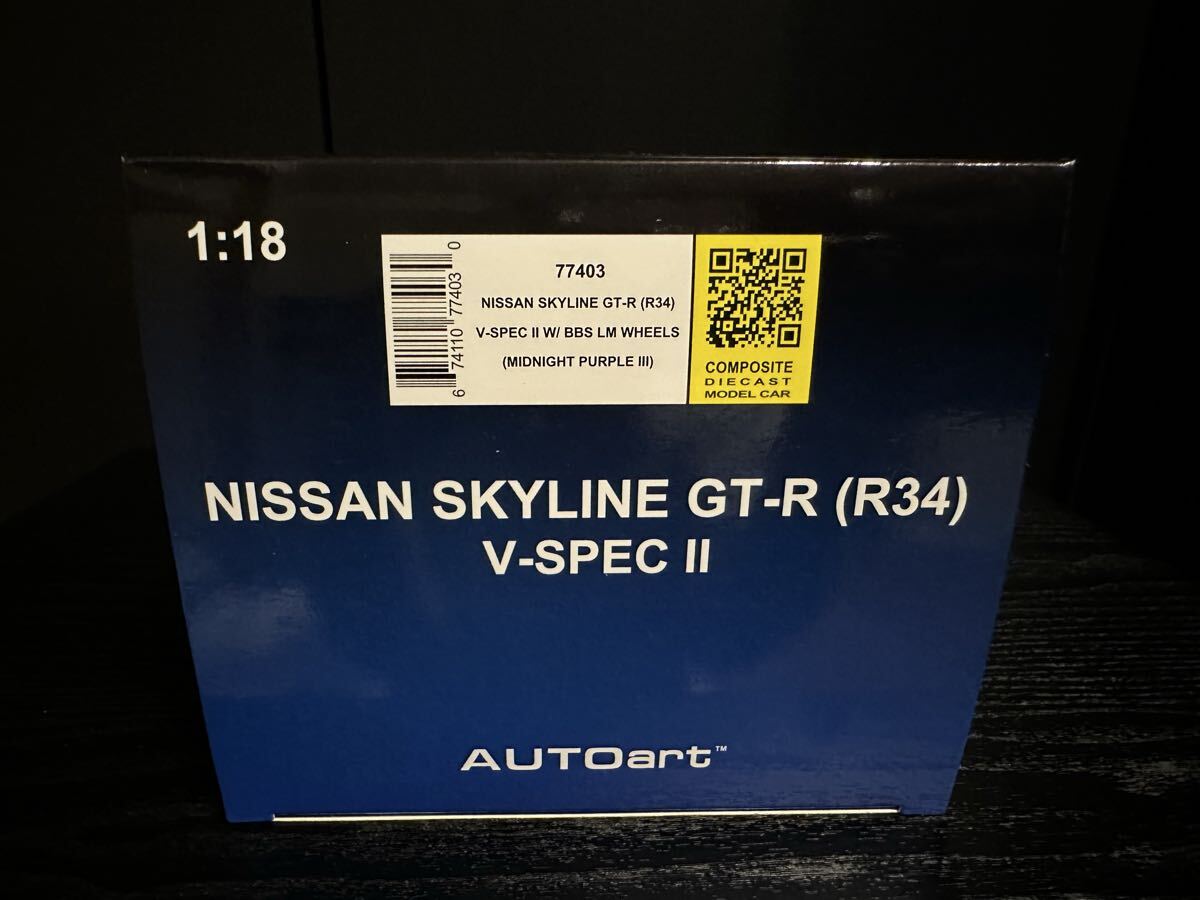 1:18
6 74110 77403 0
77403
NISSAN SKYLINE GT-R (R34)
V-SPEC II W/ BBS LM WHEELS
(MIDNIGHT PURPLE III)
COMPOSITE
DIECAST
MODEL CAR
NISSAN SKYLINE GT-R (R34)
V-SPEC II
AUTOart™